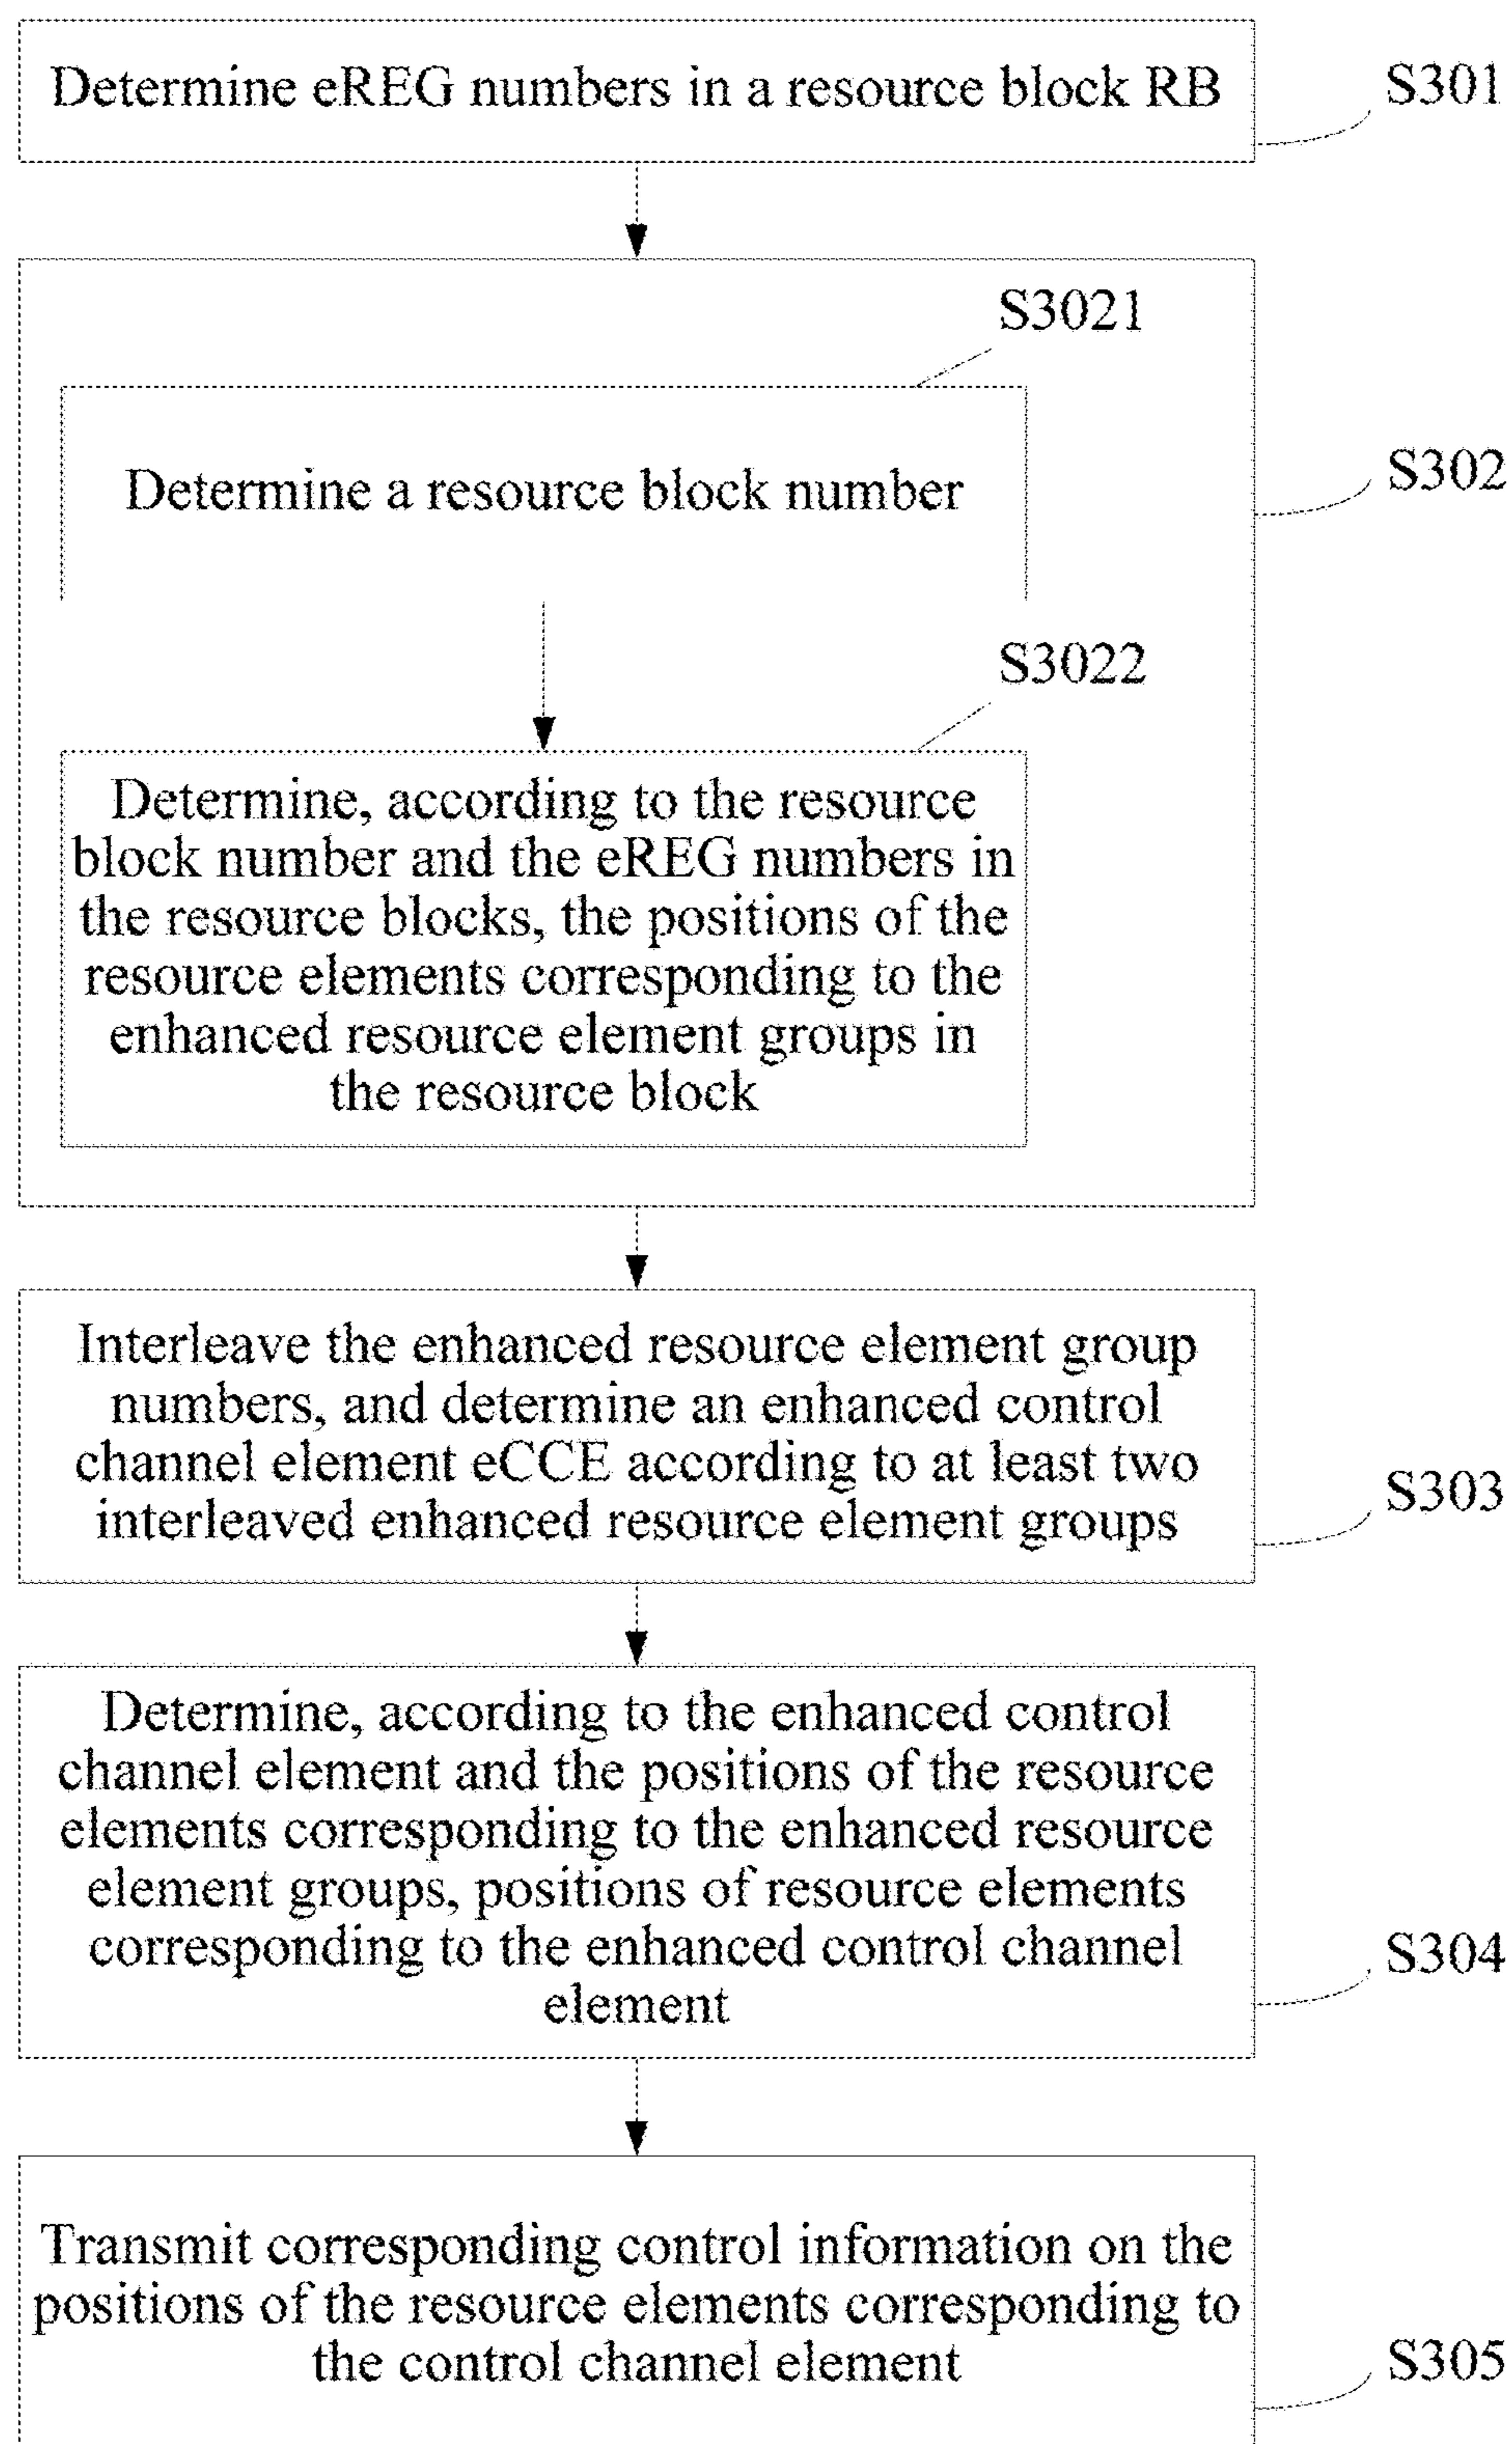 Determine eREG numbers in a resource block RB
S301
S3021
Determine a resource block number
S302
S3022
Determine, according to the resource
block number and the eREG numbers in
the resource blocks, the positions of the
resource elements corresponding to the
enhanced resource element groups in
the resource block
Interleave the enhanced resource element group
numbers, and determine an enhanced control
channel element eCCE according to at least two
interleaved enhanced resource element groups
S303
Determine, according to the enhanced control
channel element and the positions of the resource
elements corresponding to the enhanced resource
element groups, positions of resource elements
corresponding to the enhanced control channel
element
S304
Transmit corresponding control information on the
positions of the resource elements corresponding to
the control channel element
S305